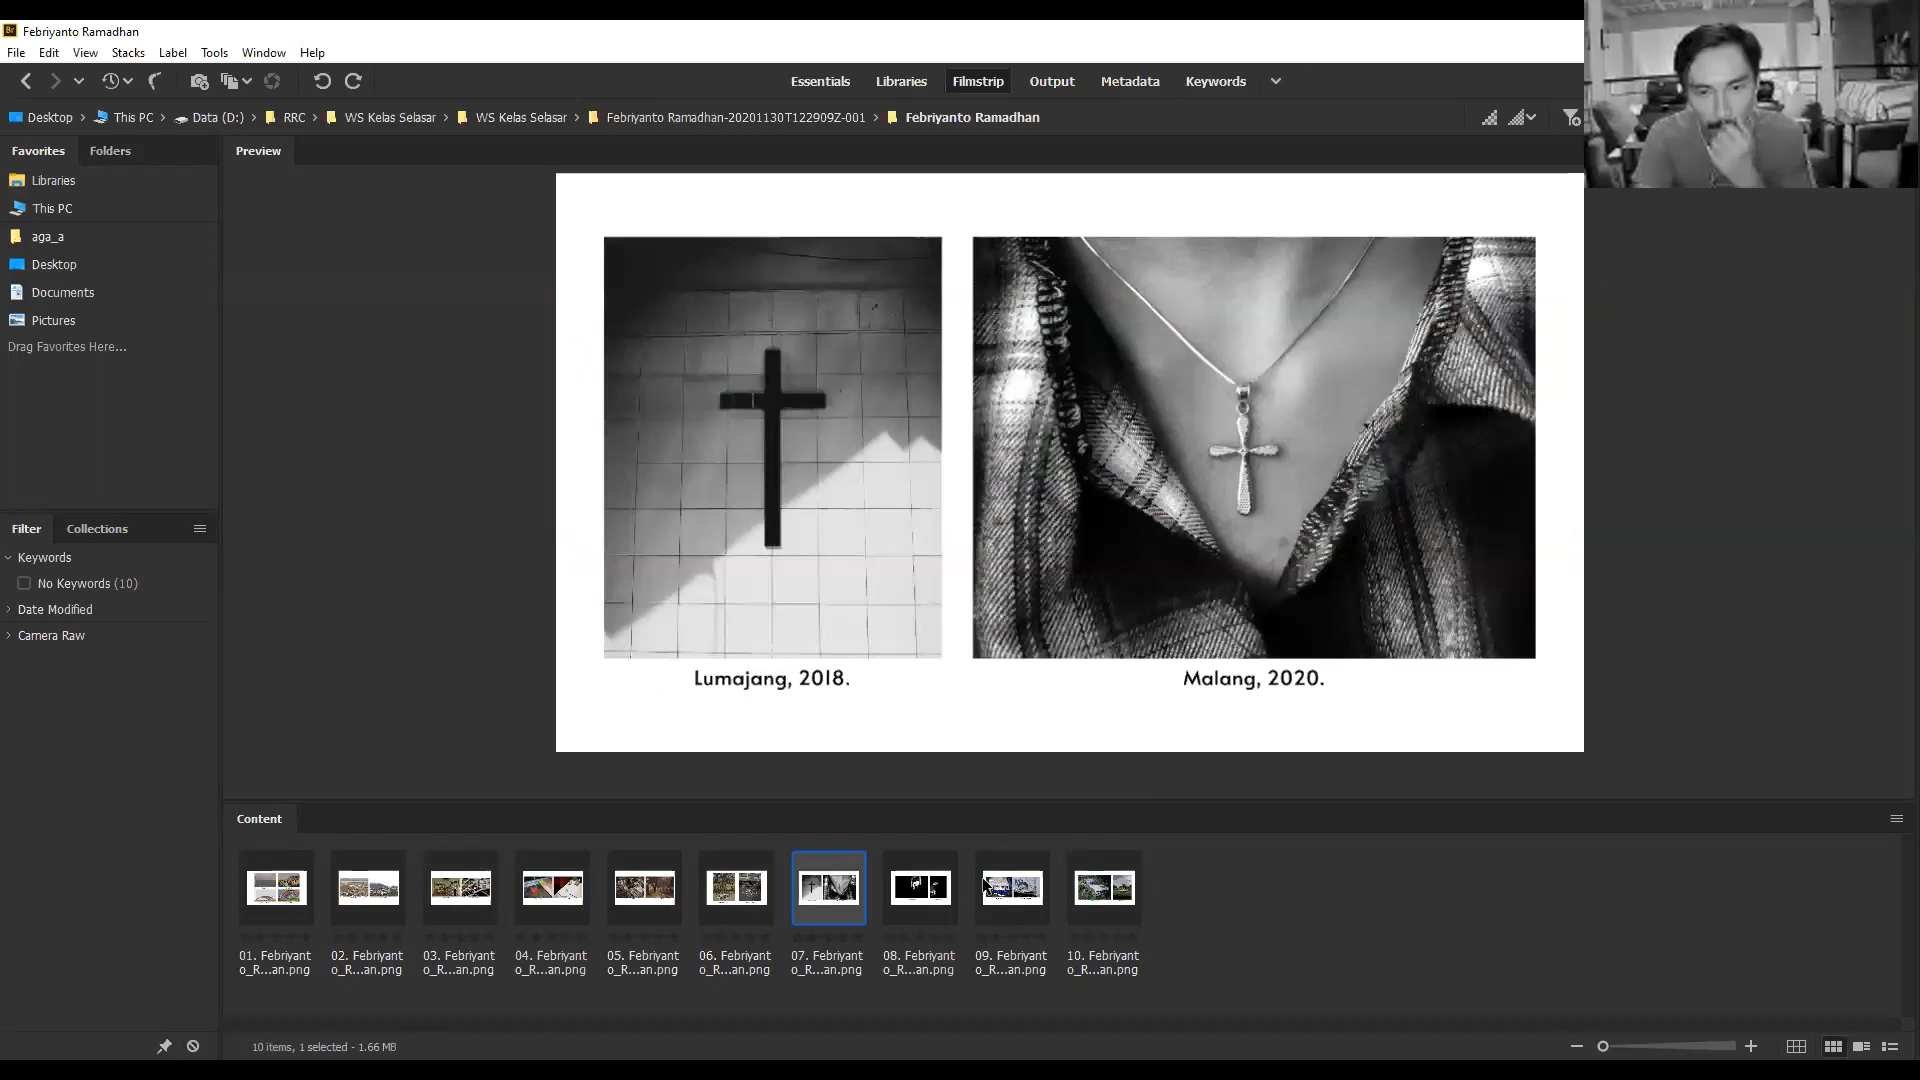 Br Febriyanto Ramadhan
File Edit View Stacks Label Tools Window Help
Essentials Libraries Filmstrip Output Metadata Keywords
Desktop This PC Data (D:) RRC WS Kelas Selasar WS Kelas Selasar Febriyanto Ramadhan-20201130T122909Z-001 Febriyanto Ramadhan
Favorites Folders
Preview
Libraries
This PC
aga_a
Desktop
Documents
Pictures
Drag Favorites Here...
Lumajang, 2018. Malang, 2020.
Filter Collections
Keywords
No Keywords (10)
Date Modified
Camera Raw
Content
01. Febriyant 02. Febriyant 03. Febriyant 04. Febriyant 05. Febriyant 06. Febriyant 07. Febriyant 08. Febriyant 09. Febriyant 10. Febriyant
o_R...an.png o_R...an.png o_R...an.png o_R...an.png o_R...an.png o_R...an.png o_R...an.png o_R...an.png o_R...an.png o_R...an.png
10 items, 1 selected - 1.66 MB